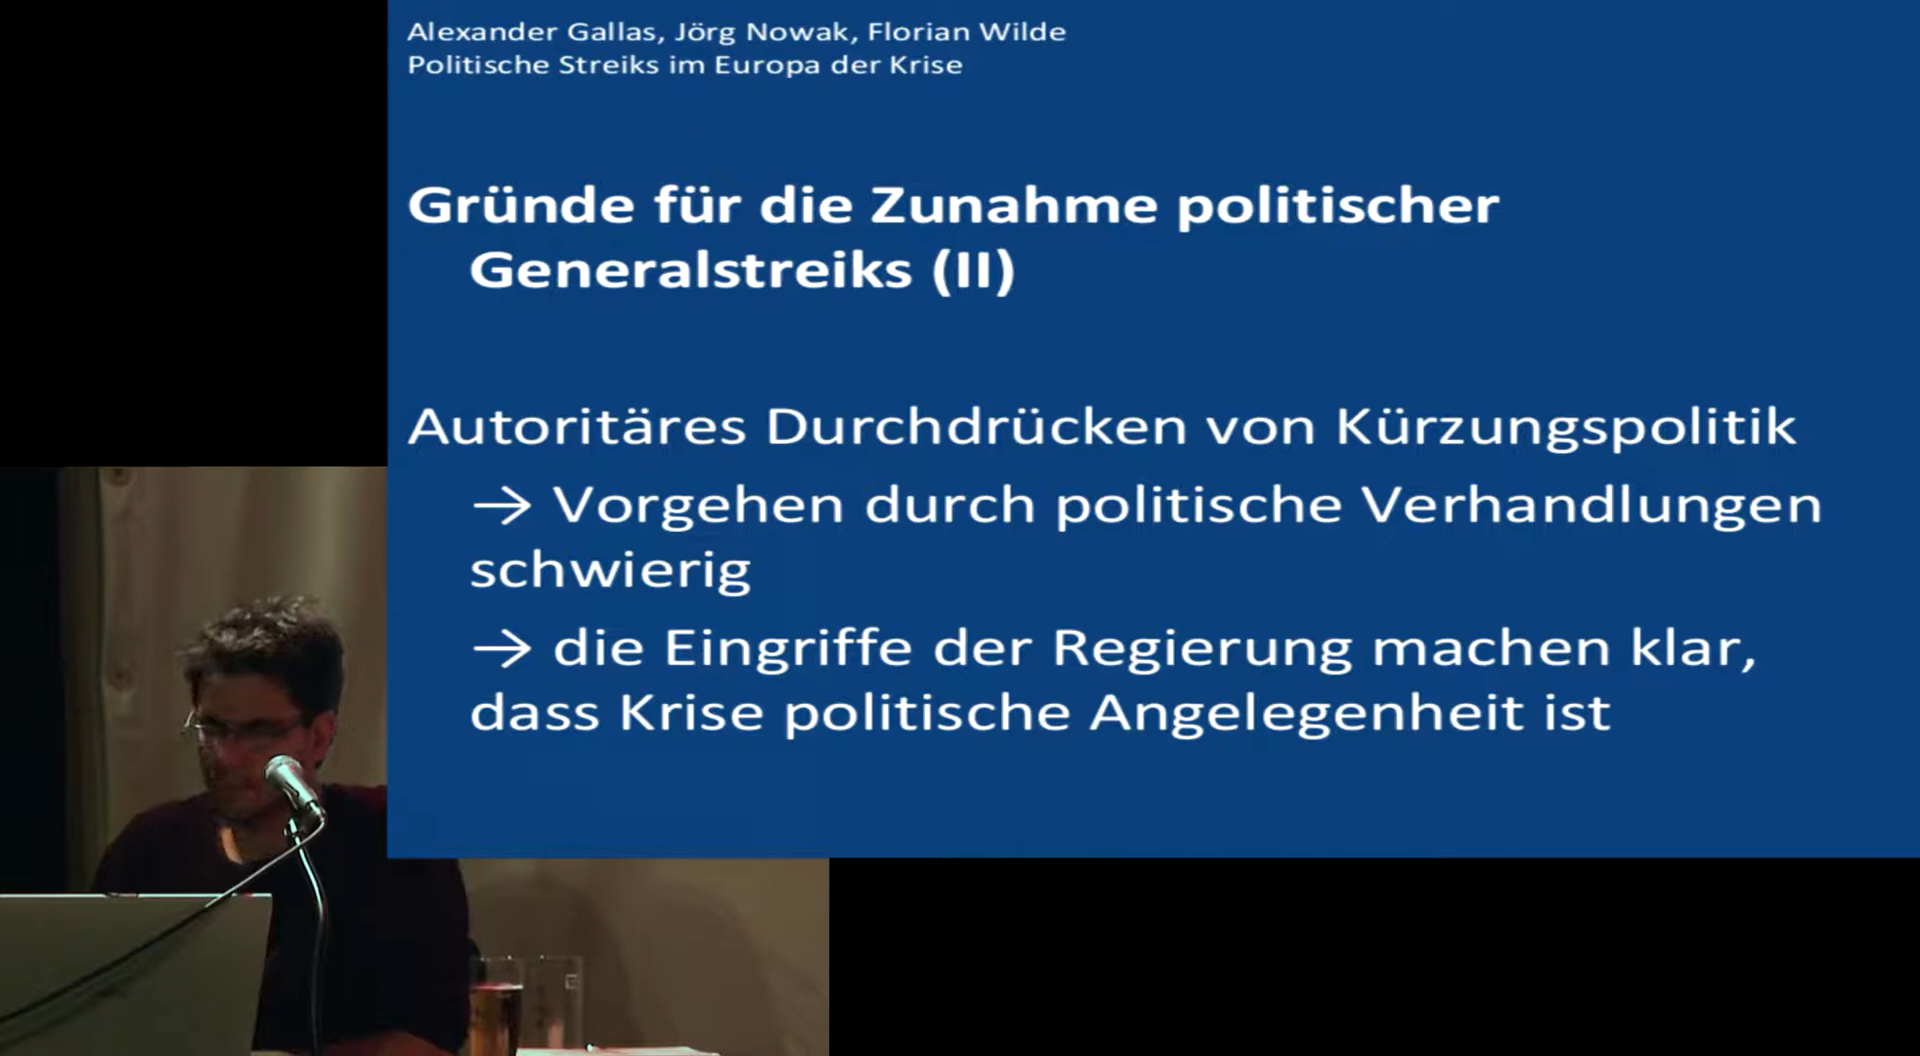 Alexander Gallas, Jörg Nowak, Florian Wilde
Politische Streiks im Europa der Krise
Gründe für die Zunahme politischer
Generalstreiks (II)
Autoritäres Durchdrücken von Kürzungspolitik
→ Vorgehen durch politische Verhandlungen
schwierig
→ die Eingriffe der Regierung machen klar,
dass Krise politische Angelegenheit ist